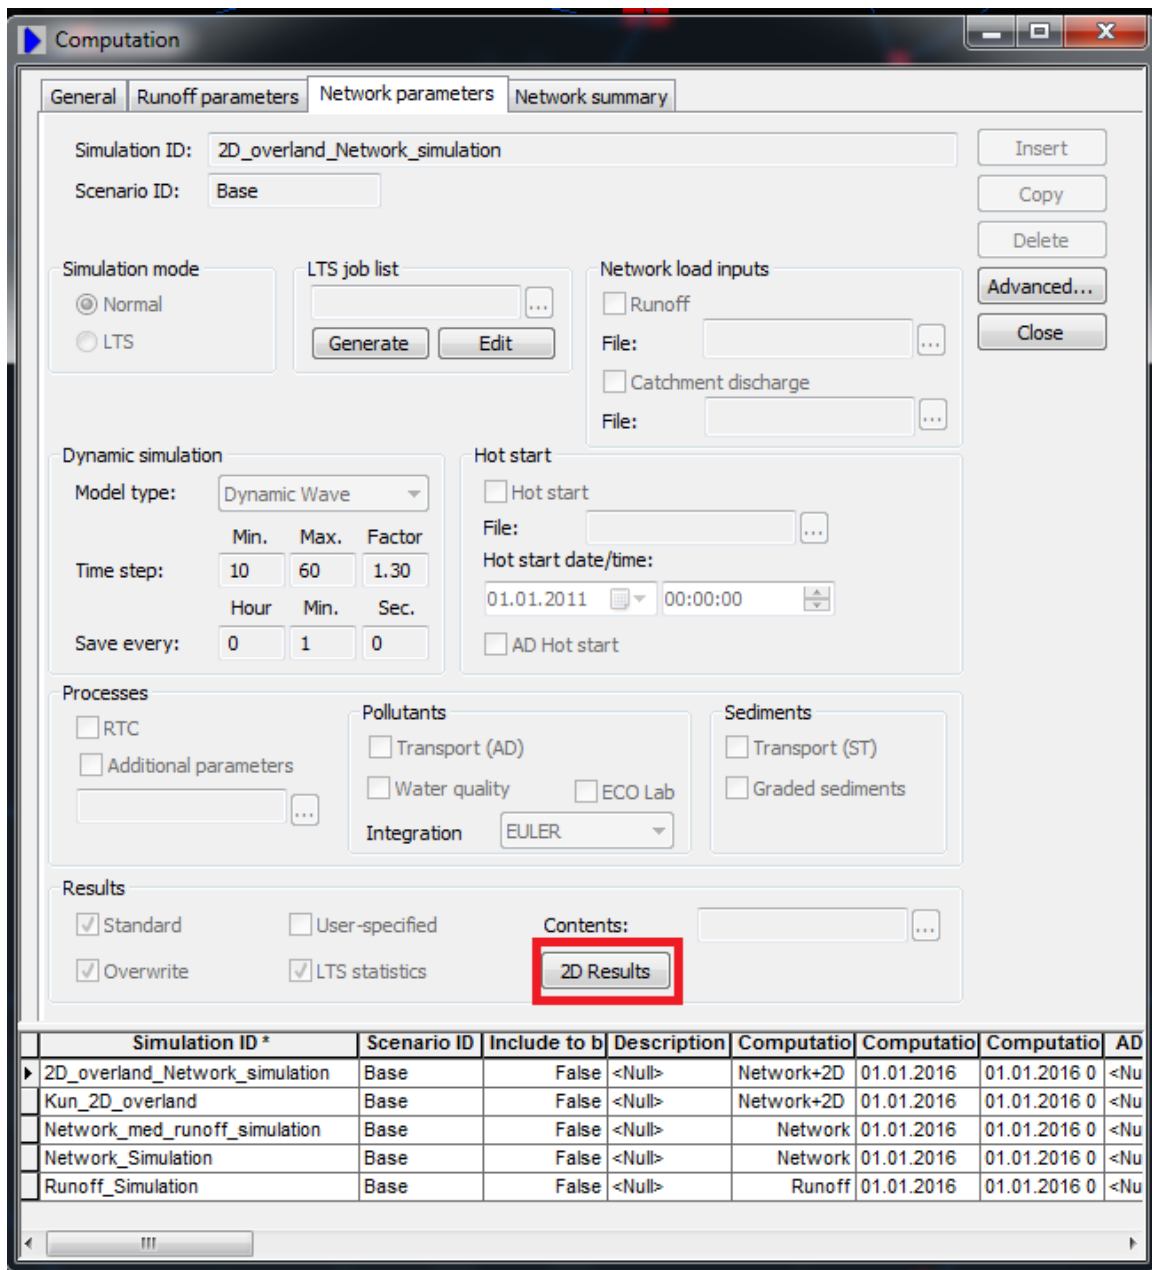 Computation
General Runoff parameters Network parameters Network summary
Simulation ID: 2D_overland_Network_simulation Insert
Scenario ID: Base Copy
Delete
Simulation mode LTS job list Network load inputs
Advanced...
Normal ... Runoff
LTS Generate Edit File: ... Close
Catchment discharge
File: ...
Dynamic simulation Hot start
Model type: Dynamic Wave Hot start
Min. Max. Factor File: ...
Time step: 10 60 1.30 Hot start date/time:
01.01.2011 00:00:00
Hour Min. Sec.
Save every: 0 1 0 AD Hot start
Processes Pollutants Sediments
RTC Transport (AD) Transport (ST)
Additional parameters Water quality ECO Lab Graded sediments
... Integration EULER
Results
Standard User-specified Contents: ...
Overwrite LTS statistics 2D Results
Simulation ID * Scenario ID Include to b Description Computatio Computatio Computatio AD
2D_overland_Network_simulation Base False <Null> Network+2D 01.01.2016 01.01.2016 0 <Nu
Kun_2D_overland Base False <Null> Network+2D 01.01.2016 01.01.2016 0 <Nu
Network_med_runoff_simulation Base False <Null> Network 01.01.2016 01.01.2016 0 <Nu
Network_Simulation Base False <Null> Network 01.01.2016 01.01.2016 0 <Nu
Runoff_Simulation Base False <Null> Runoff 01.01.2016 01.01.2016 0 <Nu